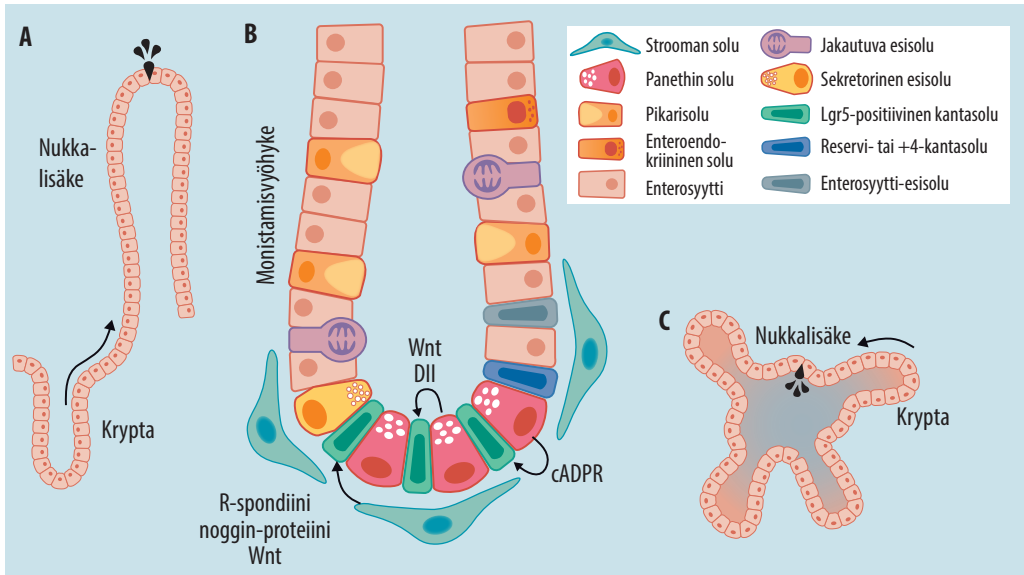 A
Nukka-
lisäke
Krypta
B
Monistamisvyöhyke
Wnt
Dll
cADPR
R-spondiini
noggin-proteiini
Wnt
Strooman solu
Panethin solu
Pikarisolu
Enteroendo-
kriininen solu
Enterosyytti
Jakautuva esisolu
Sekretorinen esisolu
Lgr5-positiivinen kantasolu
Reservi- tai +4-kantasolu
Enterosyytti-esisolu
C
Nukkalisäke
Krypta